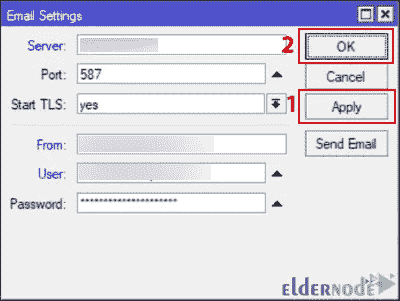 Email Settings
Server:
2
OK
Port:
587
Cancel
Start TLS:
yes
1
Apply
From:
Send Email
User:
Password:
*********************
eldernode